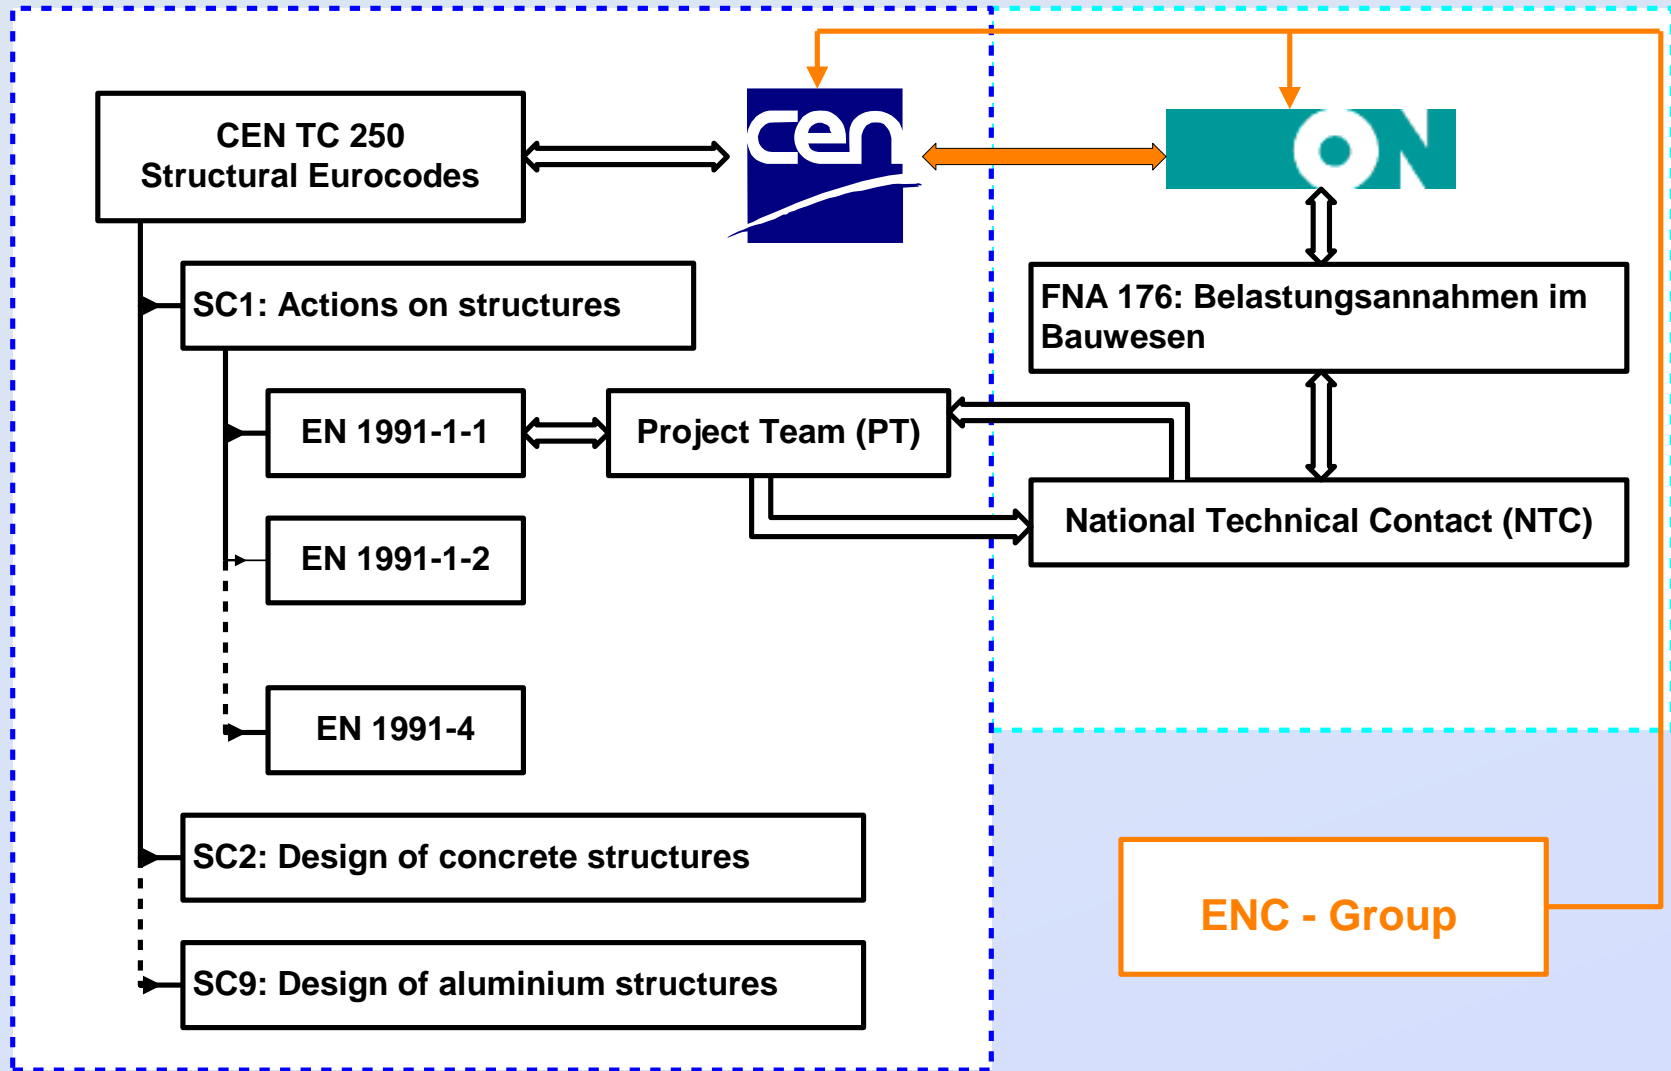 cen
ON
CEN TC 250
Structural Eurocodes
SC1: Actions on structures
FNA 176: Belastungsannahmen im
Bauwesen
EN 1991-1-1
Project Team (PT)
National Technical Contact (NTC)
EN 1991-1-2
EN 1991-4
SC2: Design of concrete structures
ENC - Group
SC9: Design of aluminium structures